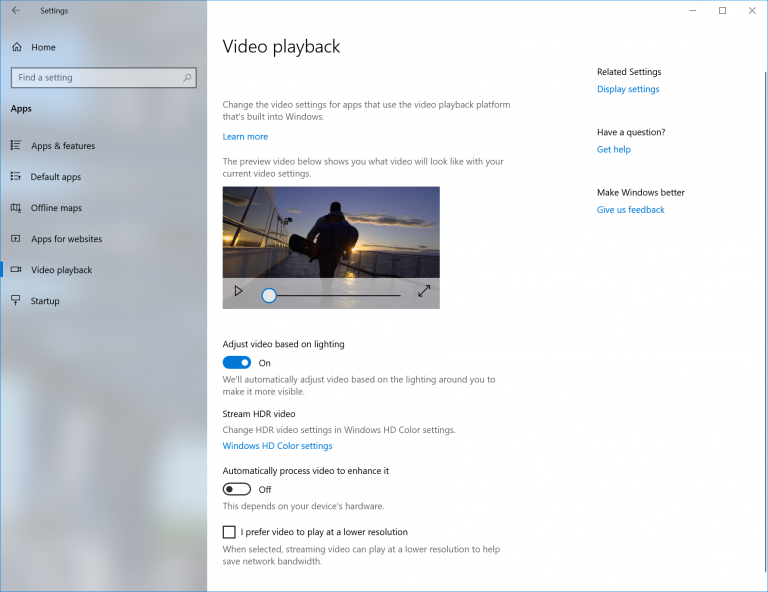 Settings
Home
Find a setting
Apps
Apps & features
Default apps
Offline maps
Apps for websites
Video playback
Startup
Video playback
Change the video settings for apps that use the video playback platform
that's built into Windows.
Learn more
The preview video below shows you what video will look like with your
current video settings.
Adjust video based on lighting
On
We'll automatically adjust video based on the lighting around you to
make it more visible.
Stream HDR video
Change HDR video settings in Windows HD Color settings.
Windows HD Color settings
Automatically process video to enhance it
Off
This depends on your device's hardware.
I prefer video to play at a lower resolution
When selected, streaming video can play at a lower resolution to help
save network bandwidth.
Related Settings
Display settings
Have a question?
Get help
Make Windows better
Give us feedback